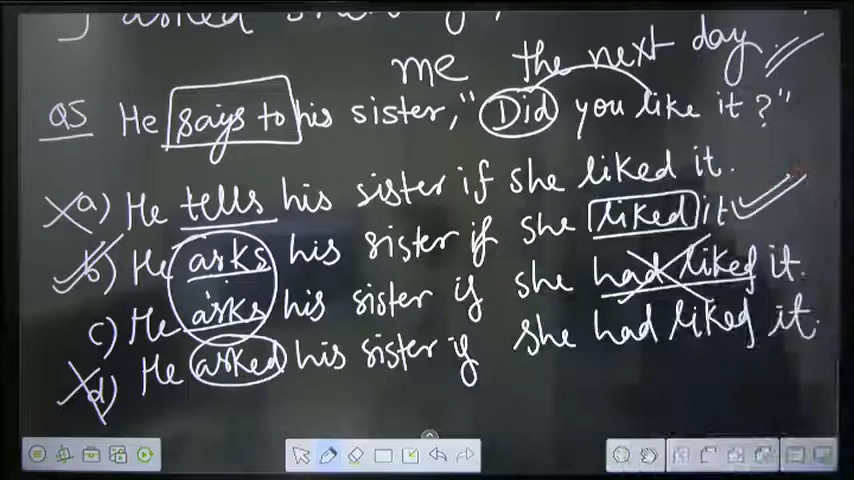 I asked
me the next day
Q5 He says to his sister, "Did you like it?"
a) He tells his sister if she liked it.
b) He asks his sister if she liked it
c) He asks his sister if she had liked it.
d) He asked his sister if she had liked it.